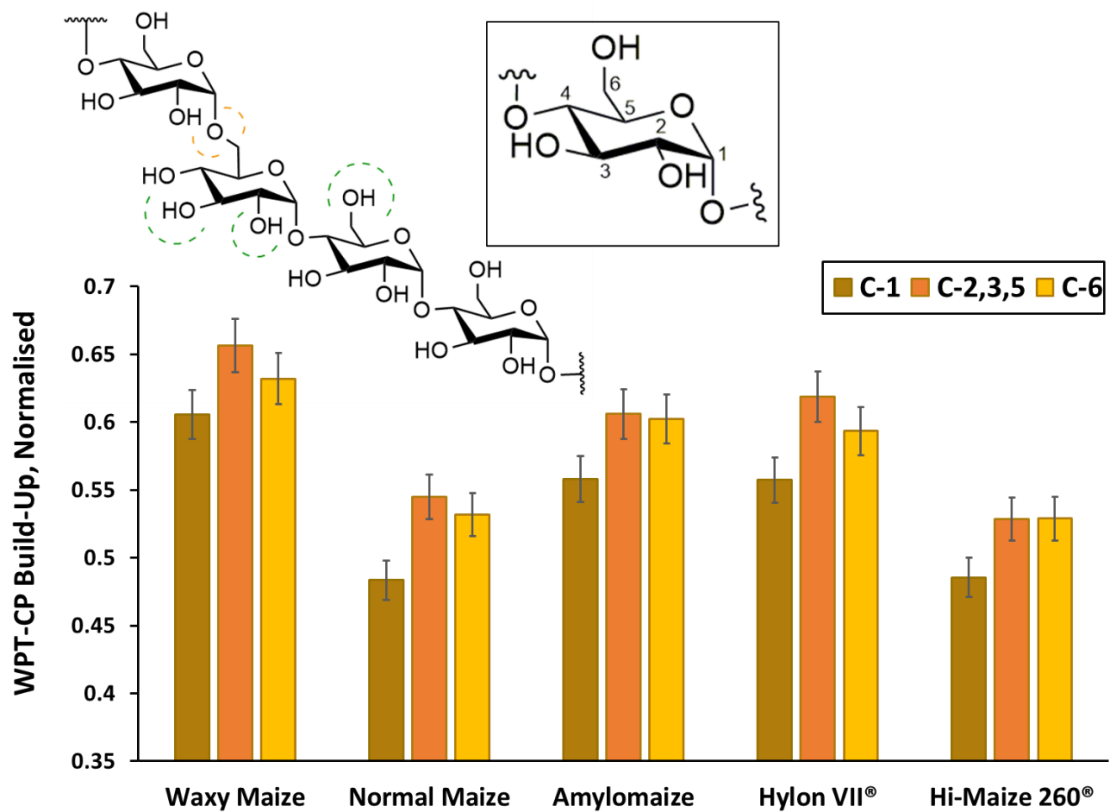 OH
O
O
HO
OH
O
HO
O
HO
OH
O
OH
O
HO
OH
O
OH
O
HO
OH
O
OH
6
4
O
5
O
2
HO
3
OH
1
O
C-1
C-2,3,5
C-6
WPT-CP Build-Up, Normalised
0.7
0.65
0.6
0.55
0.5
0.45
0.4
0.35
Waxy Maize
Normal Maize
Amylomaize
Hylon VII®
Hi-Maize 260®